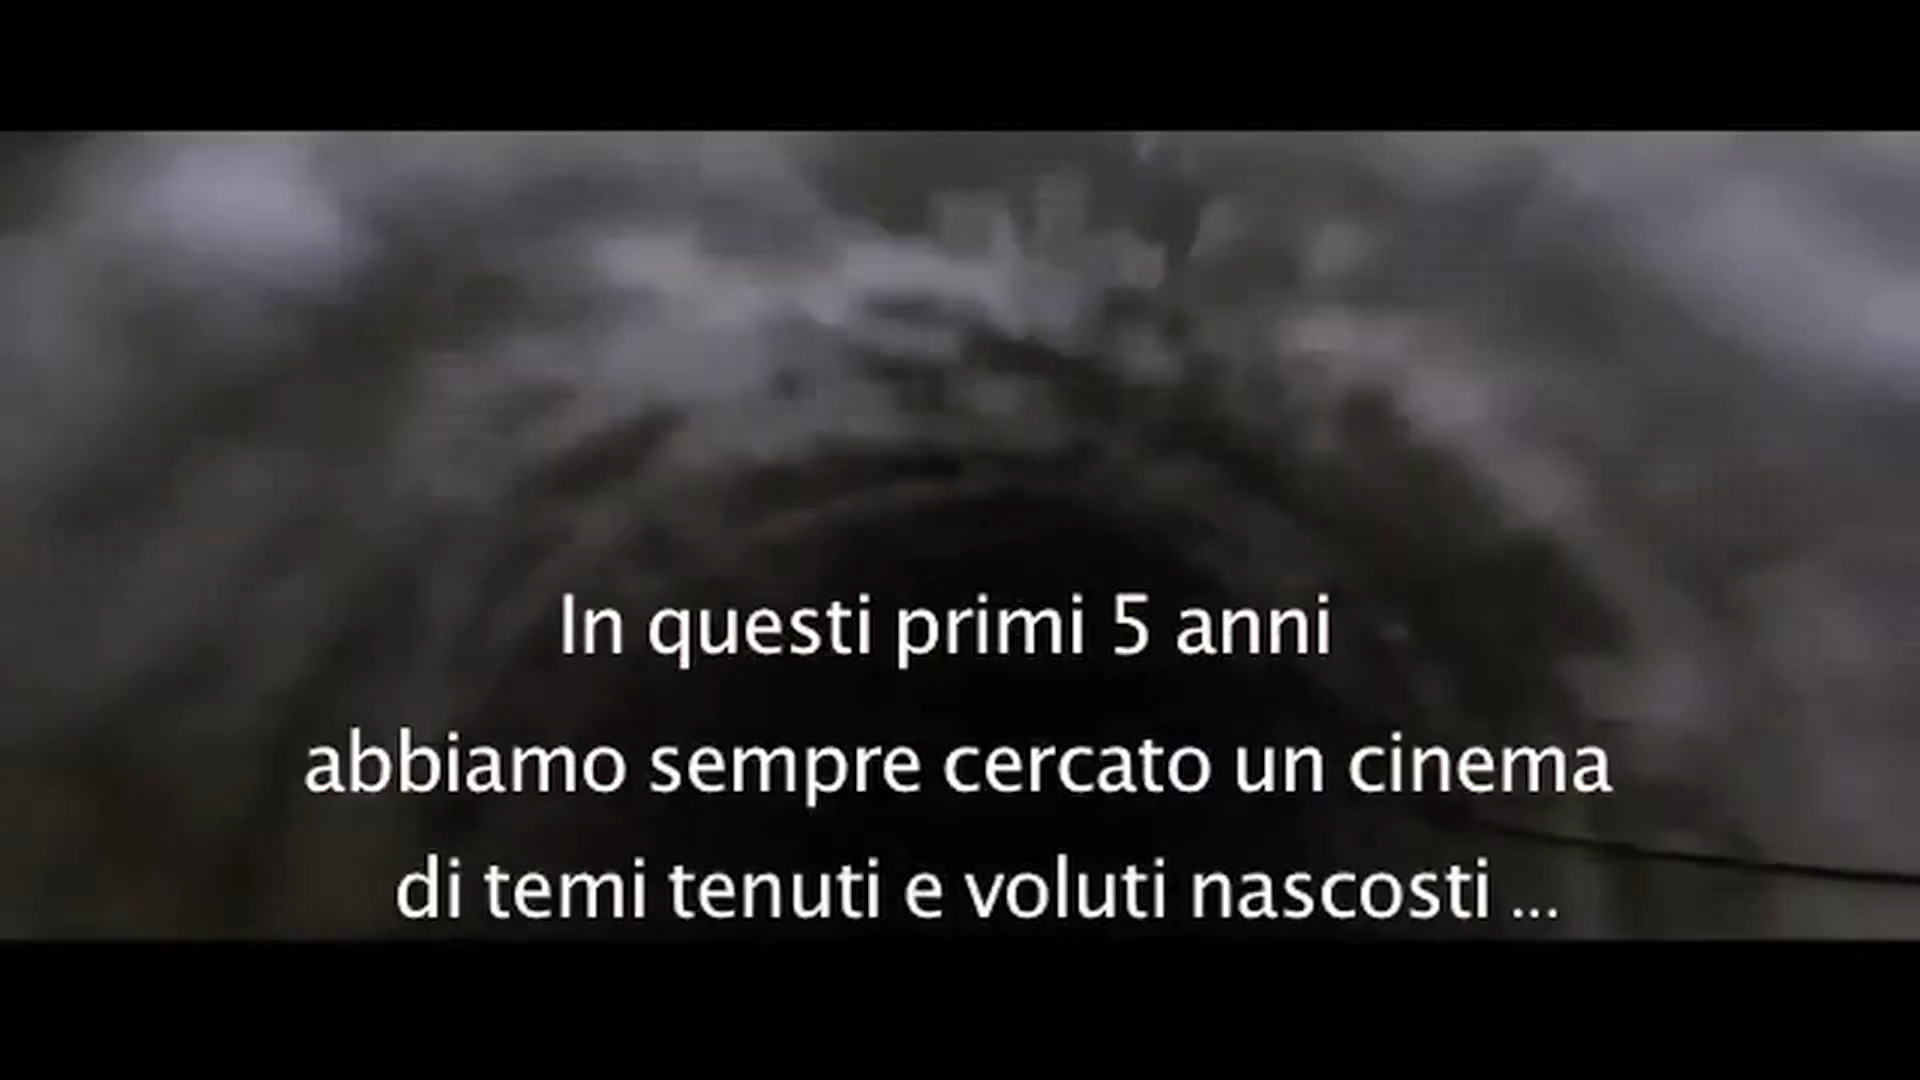 In questi primi 5 anni
abbiamo sempre cercato un cinema
di temi tenuti e voluti nascosti ...